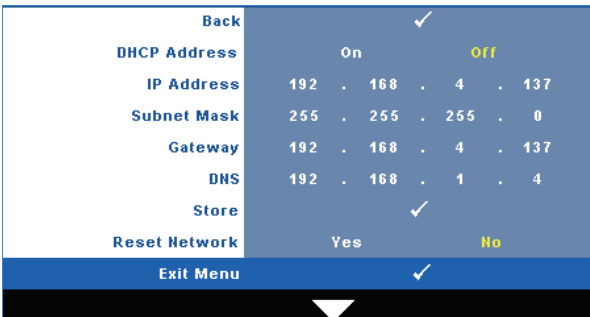 Back ✓
DHCP Address On Off
IP Address 192 . 168 . 4 . 137
Subnet Mask 255 . 255 . 255 . 0
Gateway 192 . 168 . 4 . 137
DNS 192 . 168 . 1 . 4
Store ✓
Reset Network Yes No
Exit Menu ✓